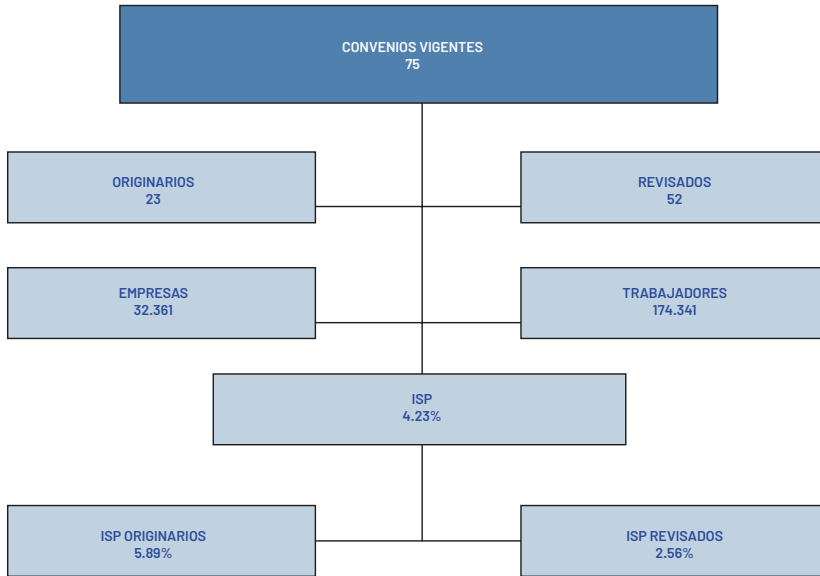 CONVENIOS VIGENTES
75
ORIGINARIOS
23
REVISADOS
52
EMPRESAS
32.361
TRABAJADORES
174.341
ISP
4.23%
ISP ORIGINARIOS
5.89%
ISP REVISADOS
2.56%